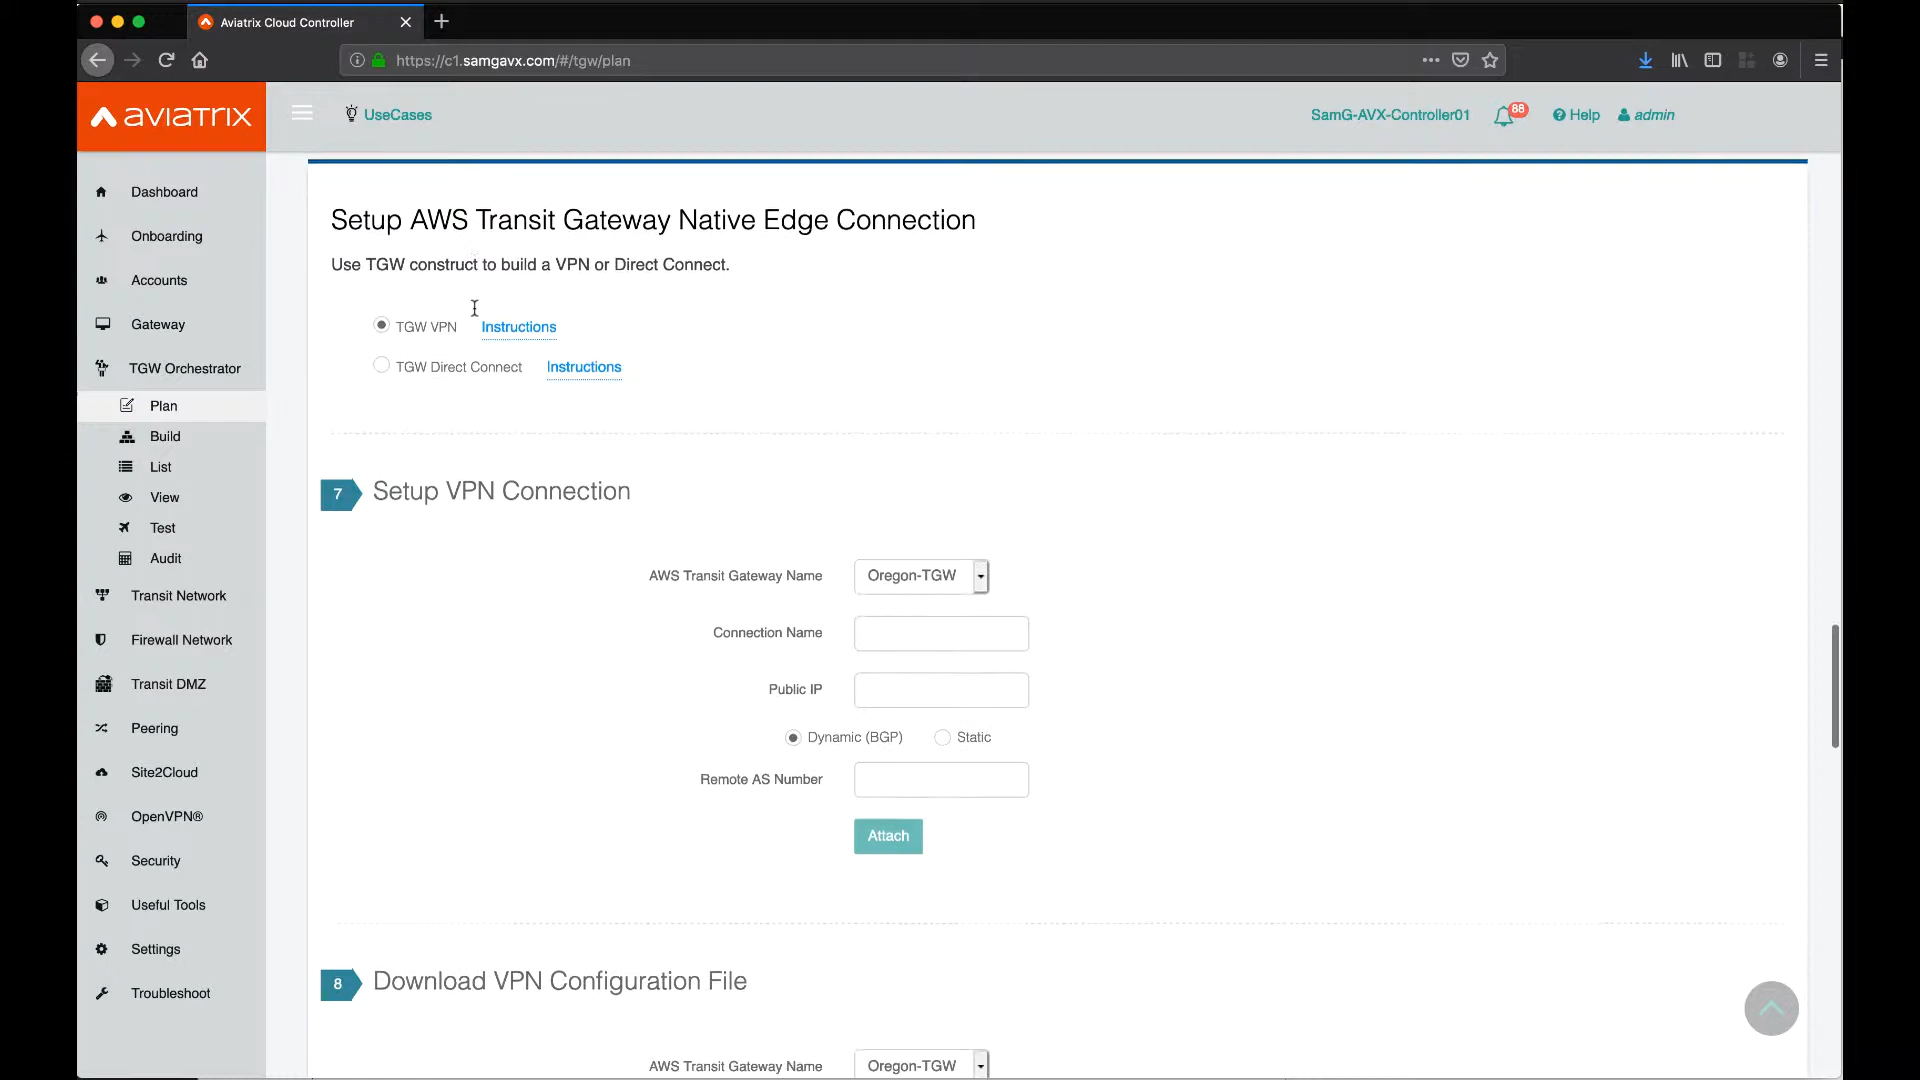 Aviatrix Cloud Controller
https://c1.samgavx.com/#/tgw/plan
aviatrix
UseCases
SamG-AVX-Controller01
88
Help
admin
Dashboard
Onboarding
Accounts
Gateway
TGW Orchestrator
Plan
Build
List
View
Test
Audit
Transit Network
Firewall Network
Transit DMZ
Peering
Site2Cloud
OpenVPN®
Security
Useful Tools
Settings
Troubleshoot
Setup AWS Transit Gateway Native Edge Connection
Use TGW construct to build a VPN or Direct Connect.
TGW VPN Instructions
TGW Direct Connect Instructions
7 Setup VPN Connection
AWS Transit Gateway Name Oregon-TGW
Connection Name
Public IP
Dynamic (BGP) Static
Remote AS Number
Attach
8 Download VPN Configuration File
AWS Transit Gateway Name Oregon-TGW